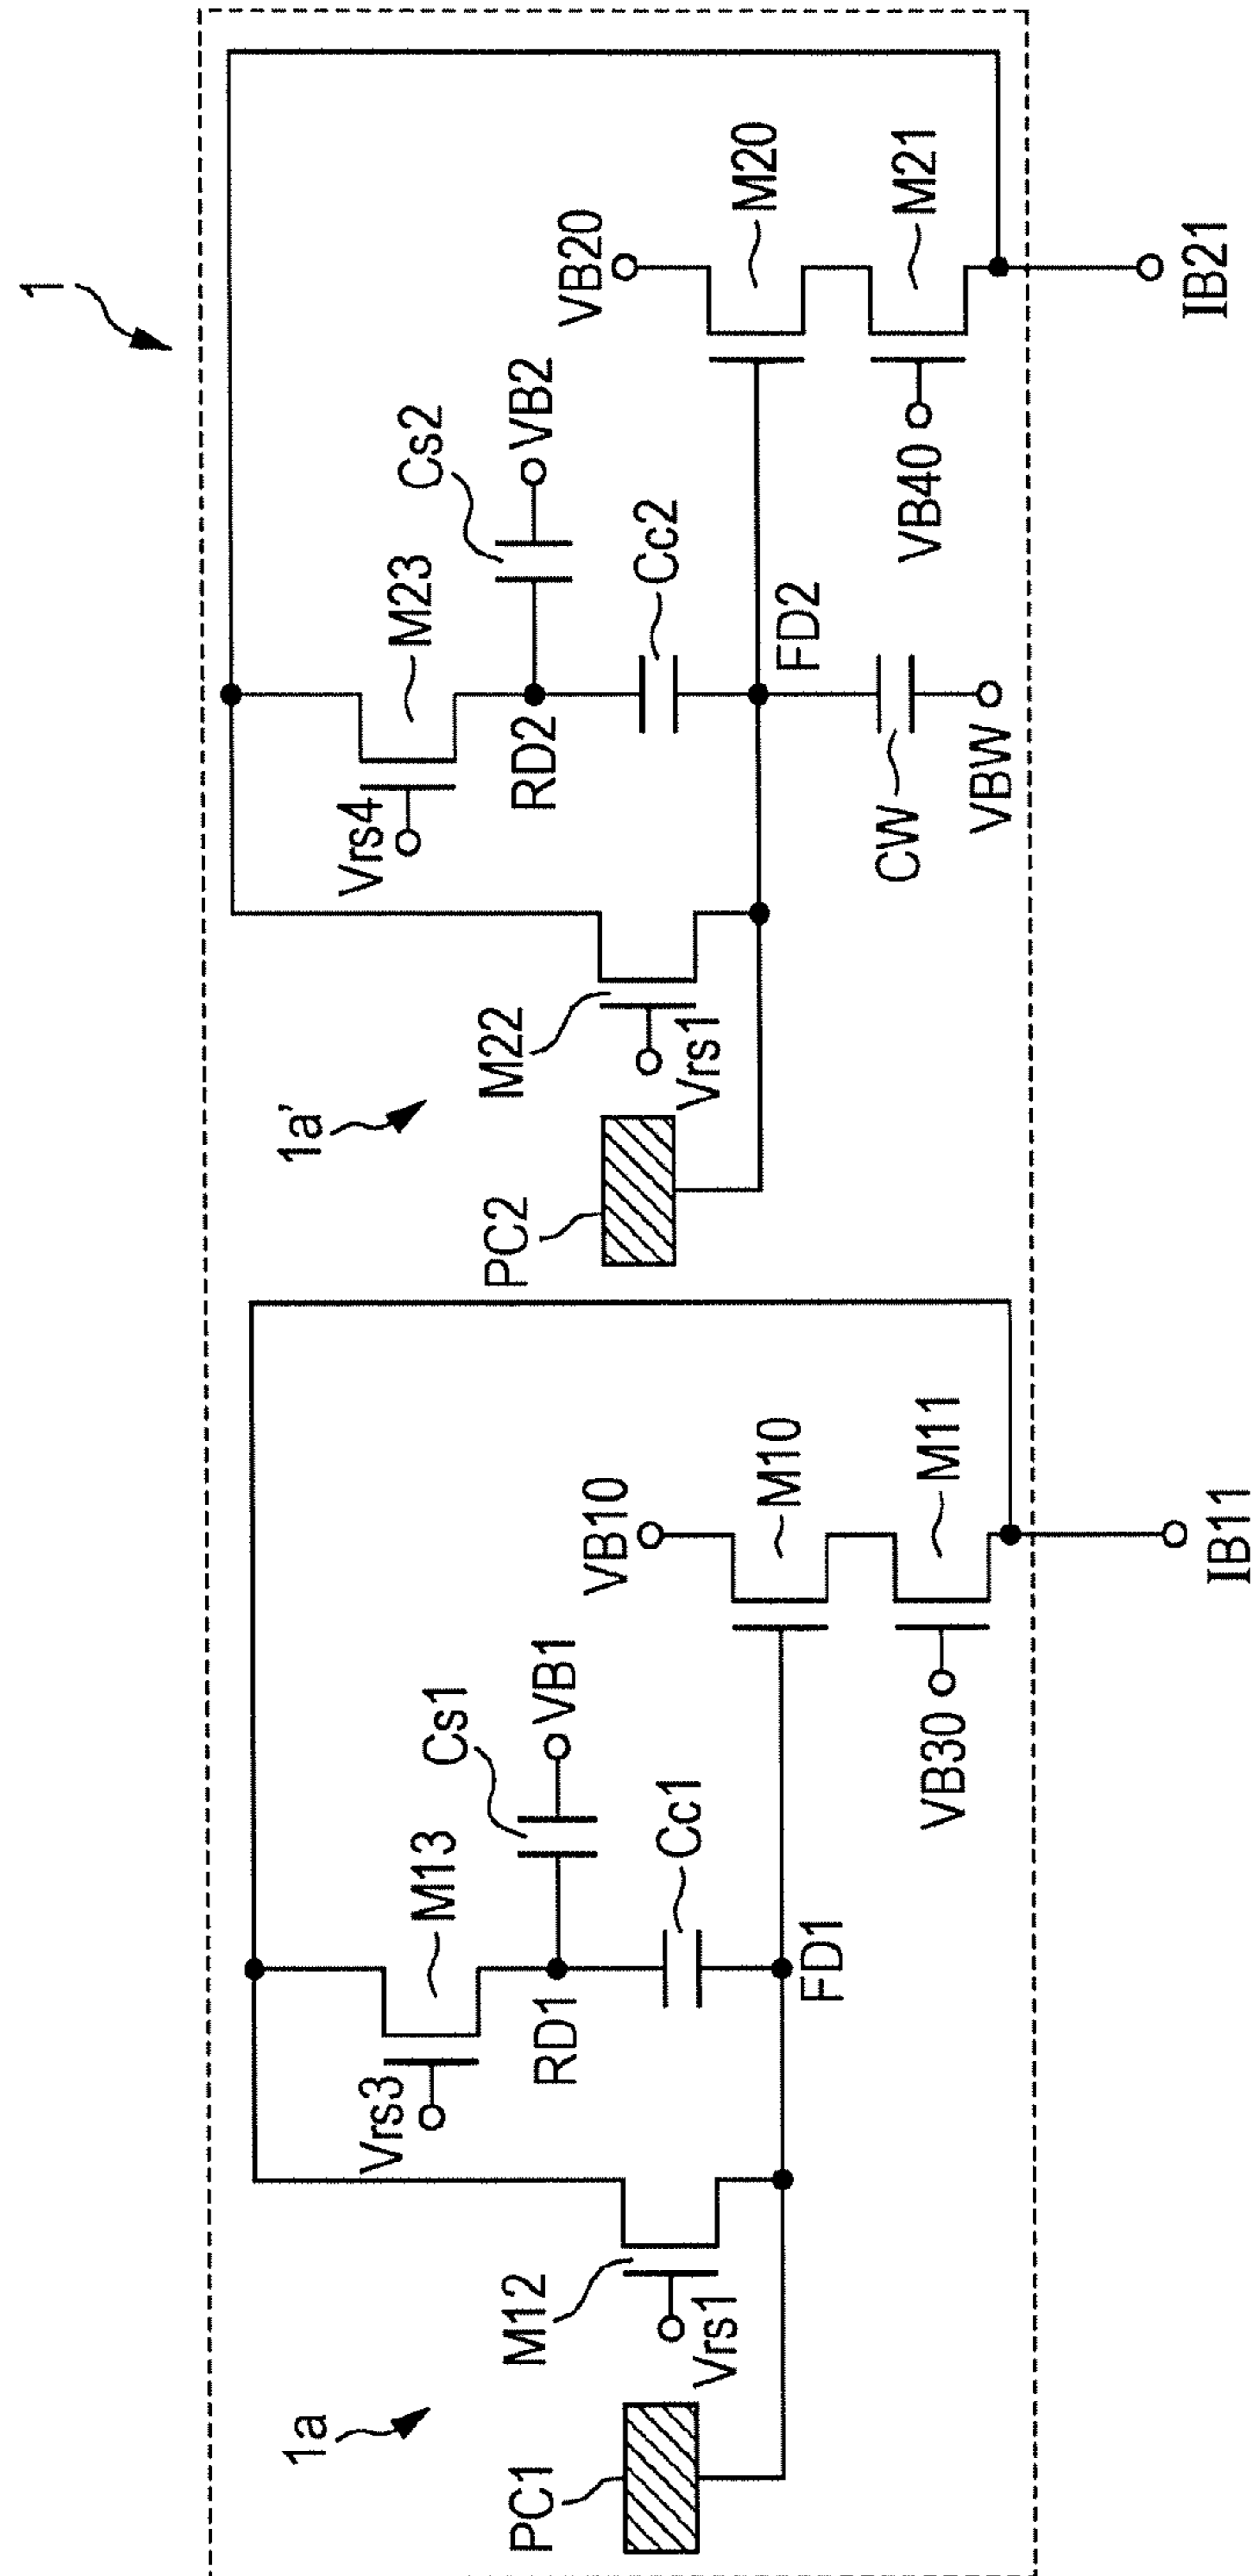 1
1a
PC1
M12
Vrs1
Vrs3
M13
RD1
Cs1
VB1
Cc1
FD1
VB10
M10
M11
VB30
IB11
1a'
PC2
M22
Vrs1
Vrs4
M23
RD2
Cs2
VB2
Cc2
FD2
CW
VBW
VB20
M20
M21
VB40
IB21